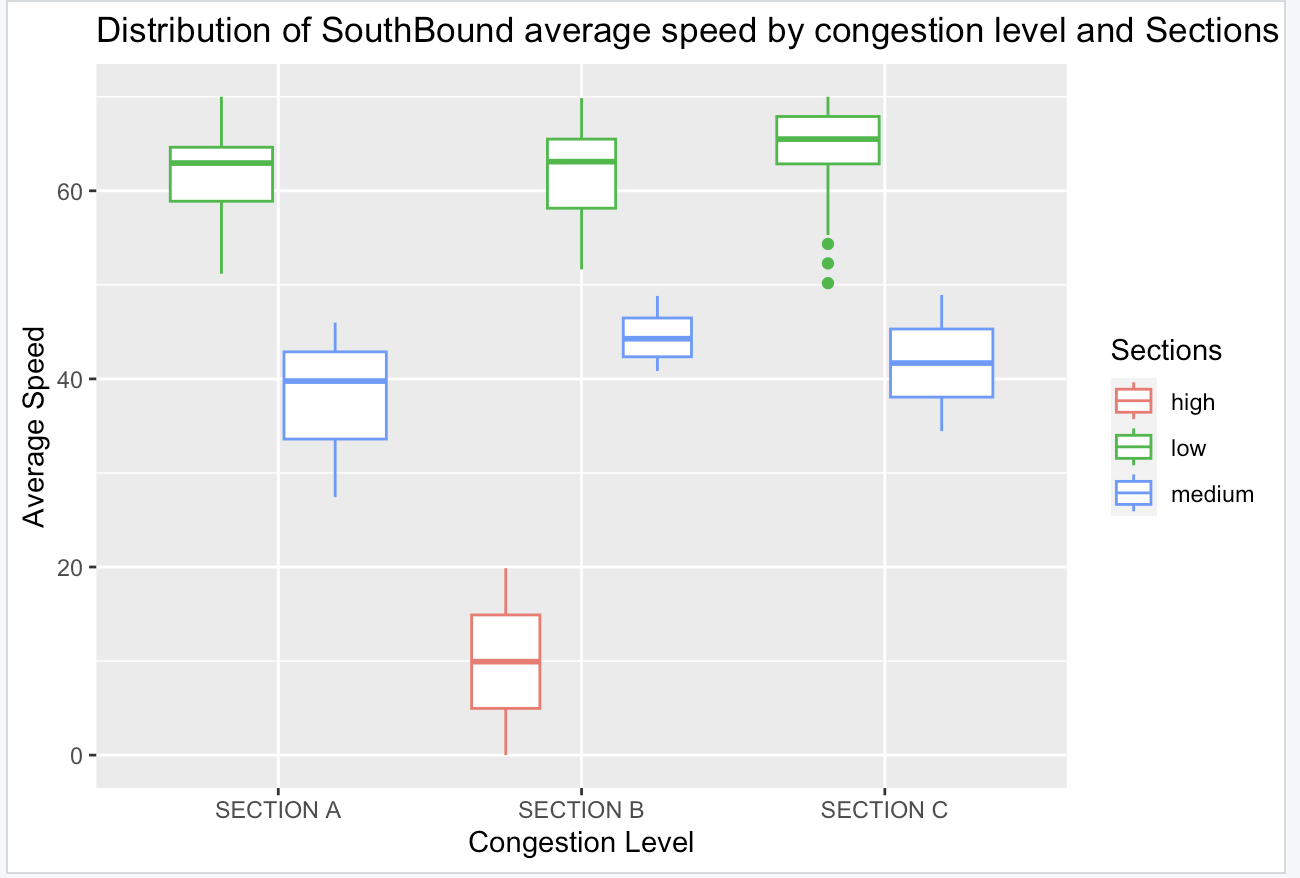 Distribution of SouthBound average speed by congestion level and Sections
60
40
20
0
Average Speed
SECTION A
SECTION B
SECTION C
Congestion Level
Sections
high
low
medium